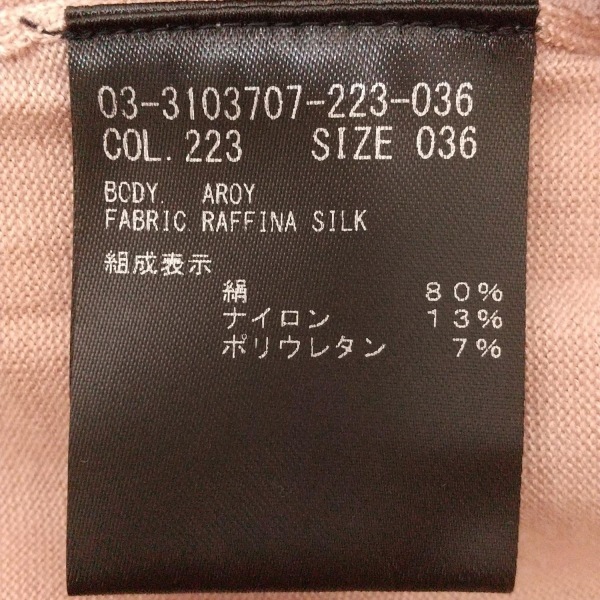 03-3103707-223-036
COL. 223 SIZE 036
BODY. AROY
FABRIC RAFFINA SILK
組成表示
絹 80%
ナイロン 13%
ポリウレタン 7%